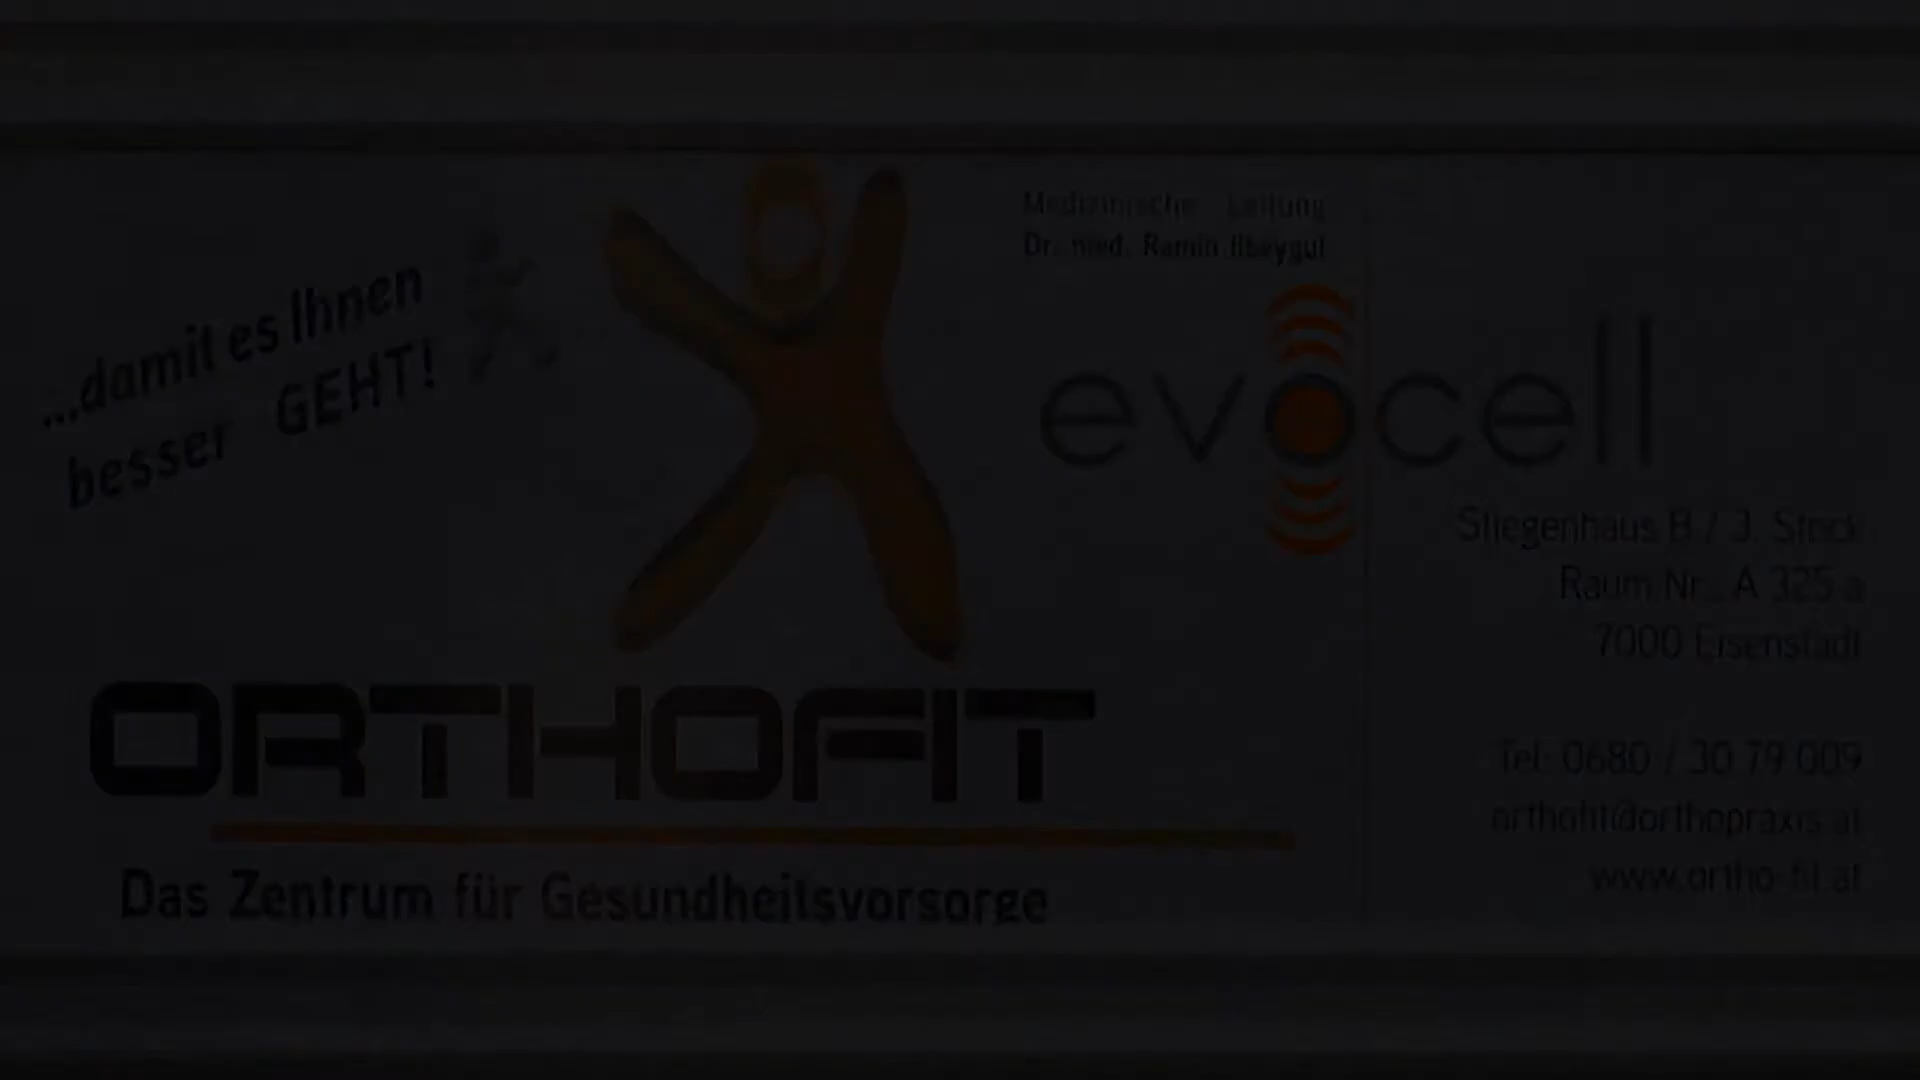 ...damit es Ihnen
besser GEHT!
Medizinische Leitung
Dr. med. Ramin Ilbeygui
evocell
Stiegenhaus B / 3. Stock
Raum Nr.: A 325 a
7000 Eisenstadt
ORTHOFIT
Das Zentrum für Gesundheitsvorsorge
Tel: 0680 / 30 79 009
orthofit@orthopraxis.at
www.ortho-fit.at